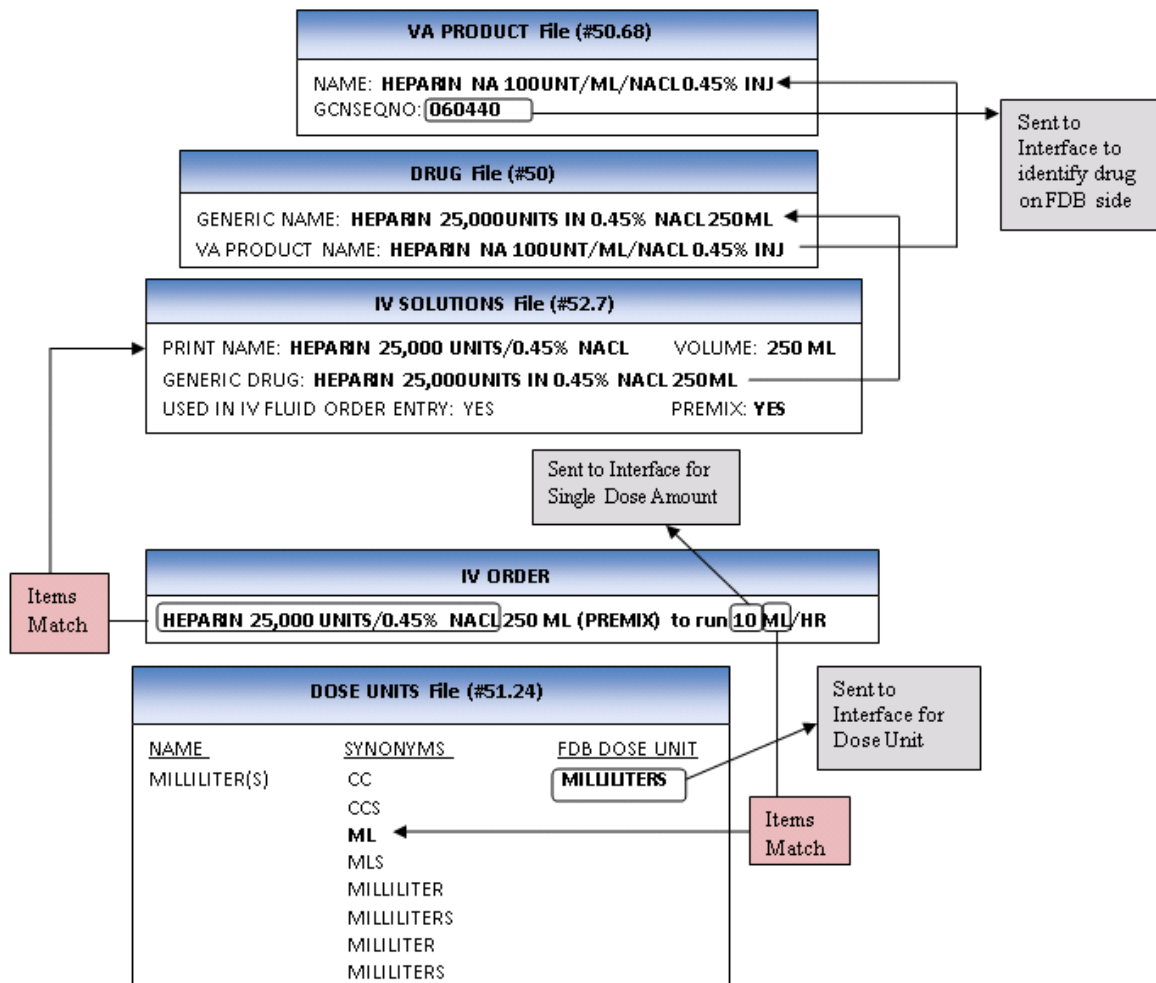 VA PRODUCT File (#50.68)
NAME: HEPARIN NA 100UNT/ML/NACL 0.45% INJ
GCNSEQNO: 060440
Sent to
Interface to
identify drug
on FDB side
DRUG File (#50)
GENERIC NAME: HEPARIN 25,000UNITS IN 0.45% NACL 250ML
VA PRODUCT NAME: HEPARIN NA 100UNT/ML/NACL 0.45% INJ
IV SOLUTIONS File (#52.7)
PRINT NAME: HEPARIN 25,000 UNITS/0.45% NACL VOLUME: 250 ML
GENERIC DRUG: HEPARIN 25,000UNITS IN 0.45% NACL 250ML
USED IN IV FLUID ORDER ENTRY: YES PREMIX: YES
Sent to Interface for
Single Dose Amount
Items
Match
IV ORDER
HEPARIN 25,000 UNITS/0.45% NACL 250 ML (PREMIX) to run 10 ML/HR
DOSE UNITS File (#51.24)
Sent to
Interface for
Dose Unit
NAME SYNONYMS FDB DOSE UNIT
MILLILITER(S) CC MILLILITERS
CCS
ML
MLS
MILLILITER
MILLILITERS
MILILITER
MILILITERS
Items
Match